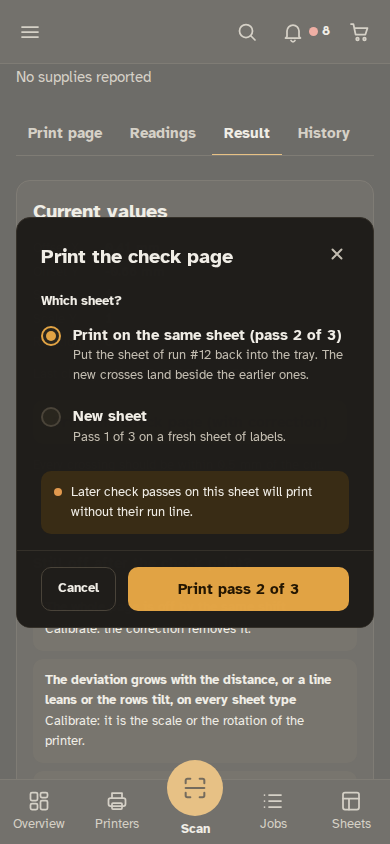 8
No supplies reported
Print page Readings Result History
Current values
Print the check page
Which sheet?
Print on the same sheet (pass 2 of 3)
Put the sheet of run #12 back into the tray. The
new crosses land beside the earlier ones.
New sheet
Pass 1 of 3 on a fresh sheet of labels.
Later check passes on this sheet will print
without their run line.
Cancel Print pass 2 of 3
Calibrate: the correction removes it.
The deviation grows with the distance, or a line
leans or the rows tilt, on every sheet type
Calibrate: it is the scale or the rotation of the
printer.
Overview Printers Scan Jobs Sheets